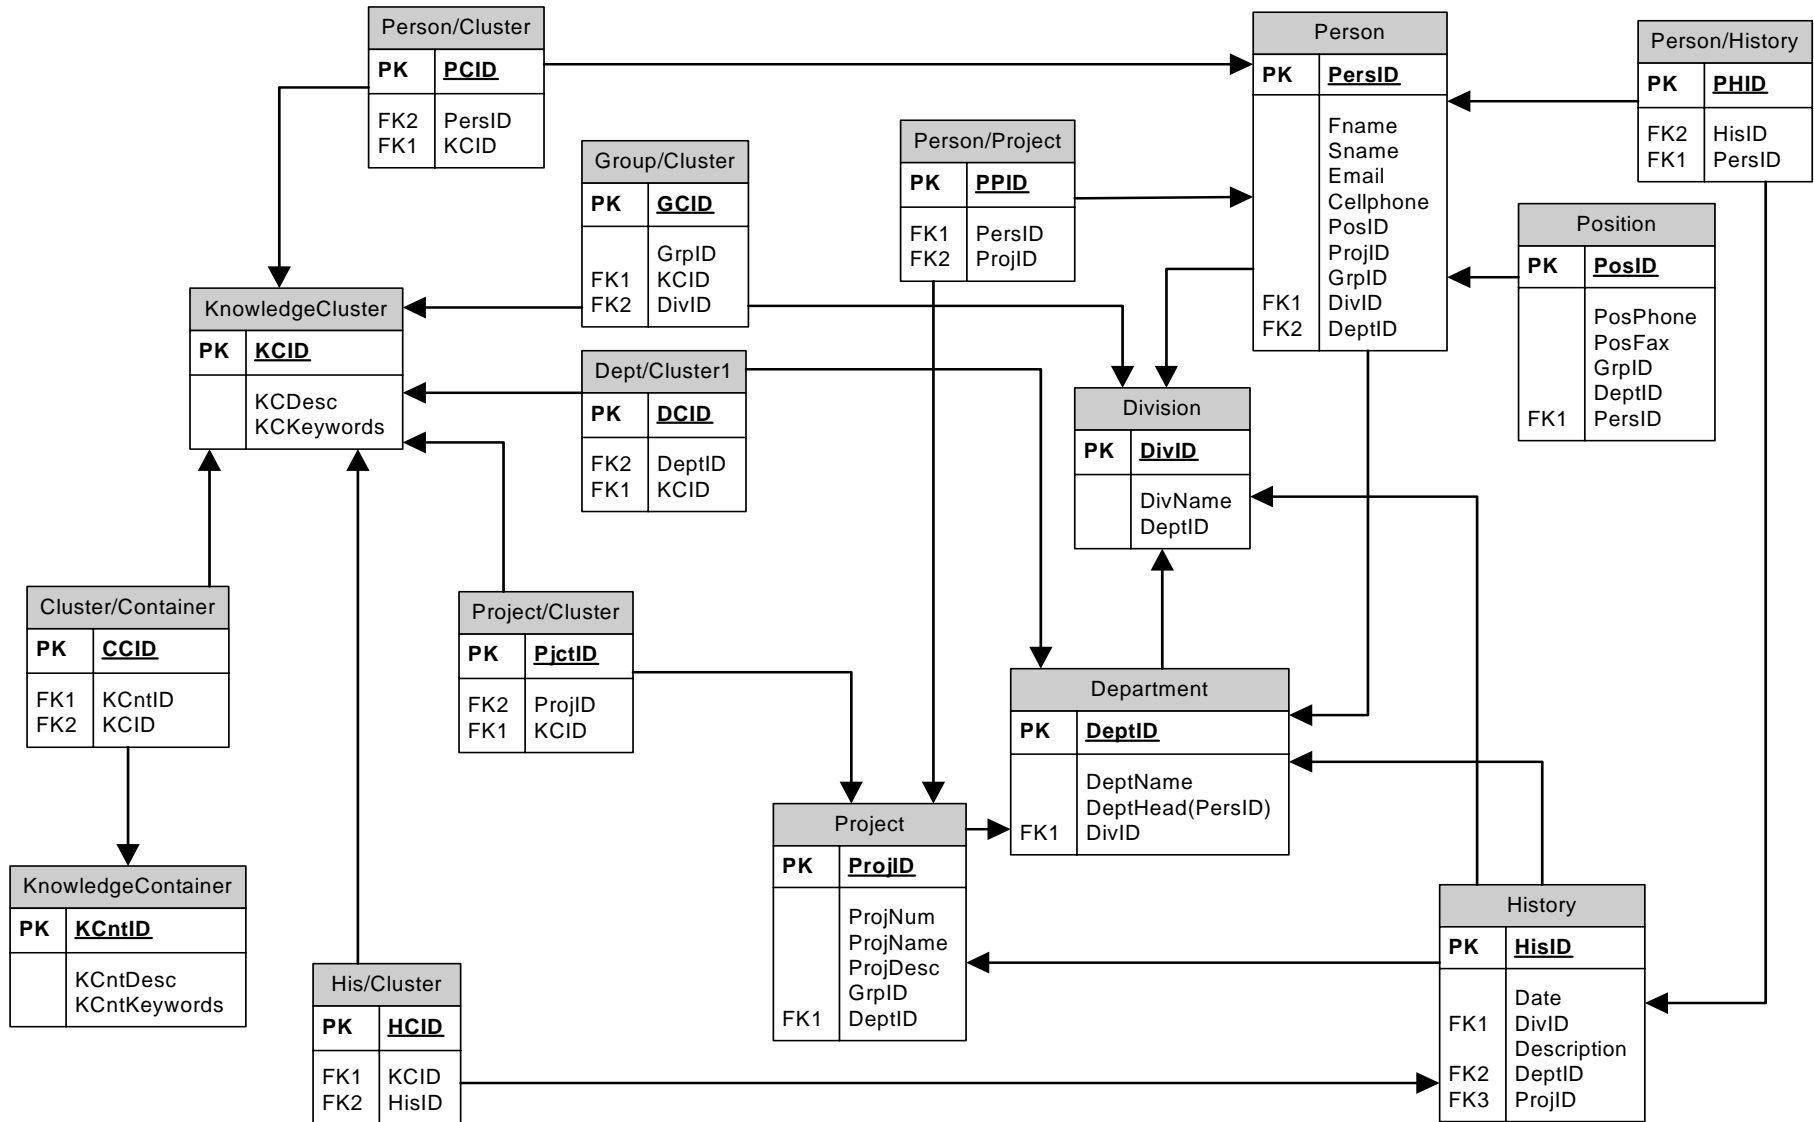 Person/Cluster
PK PCID
FK2 PersID
FK1 KCID
Person
PK PersID
Fname
Sname
Email
Cellphone
PosID
ProjID
GrpID
FK1 DivID
FK2 DeptID
Person/History
PK PHID
FK2 HisID
FK1 PersID
Person/Project
PK PPID
FK1 PersID
FK2 ProjID
Group/Cluster
PK GCID
GrpID
FK1 KCID
FK2 DivID
Position
PK PosID
PosPhone
PosFax
GrpID
DeptID
FK1 PersID
KnowledgeCluster
PK KCID
KCDesc
KCKeywords
Dept/Cluster1
PK DCID
FK2 DeptID
FK1 KCID
Division
PK DivID
DivName
DeptID
Cluster/Container
PK CCID
FK1 KCntID
FK2 KCID
Project/Cluster
PK PjctID
FK2 ProjID
FK1 KCID
Department
PK DeptID
DeptName
DeptHead(PersID)
FK1 DivID
Project
PK ProjID
ProjNum
ProjName
ProjDesc
GrpID
FK1 DeptID
KnowledgeContainer
PK KCntID
KCntDesc
KCntKeywords
History
PK HisID
Date
FK1 DivID
Description
FK2 DeptID
FK3 ProjID
His/Cluster
PK HCID
FK1 KCID
FK2 HisID